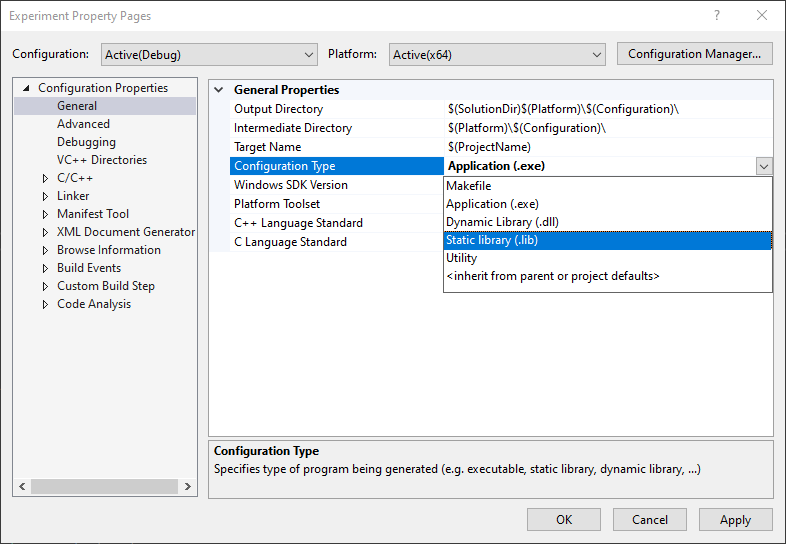 Experiment Property Pages
?
Configuration: Active(Debug) Platform: Active(x64) Configuration Manager...
Configuration Properties
General
Advanced
Debugging
VC++ Directories
C/C++
Linker
Manifest Tool
XML Document Generator
Browse Information
Build Events
Custom Build Step
Code Analysis
General Properties
Output Directory $(SolutionDir)$(Platform)\$(Configuration)\
Intermediate Directory $(Platform)\$(Configuration)\
Target Name $(ProjectName)
Configuration Type Application (.exe)
Windows SDK Version
Platform Toolset
C++ Language Standard
C Language Standard
Makefile
Application (.exe)
Dynamic Library (.dll)
Static library (.lib)
Utility
<inherit from parent or project defaults>
Configuration Type
Specifies type of program being generated (e.g. executable, static library, dynamic library, ...)
OK Cancel Apply